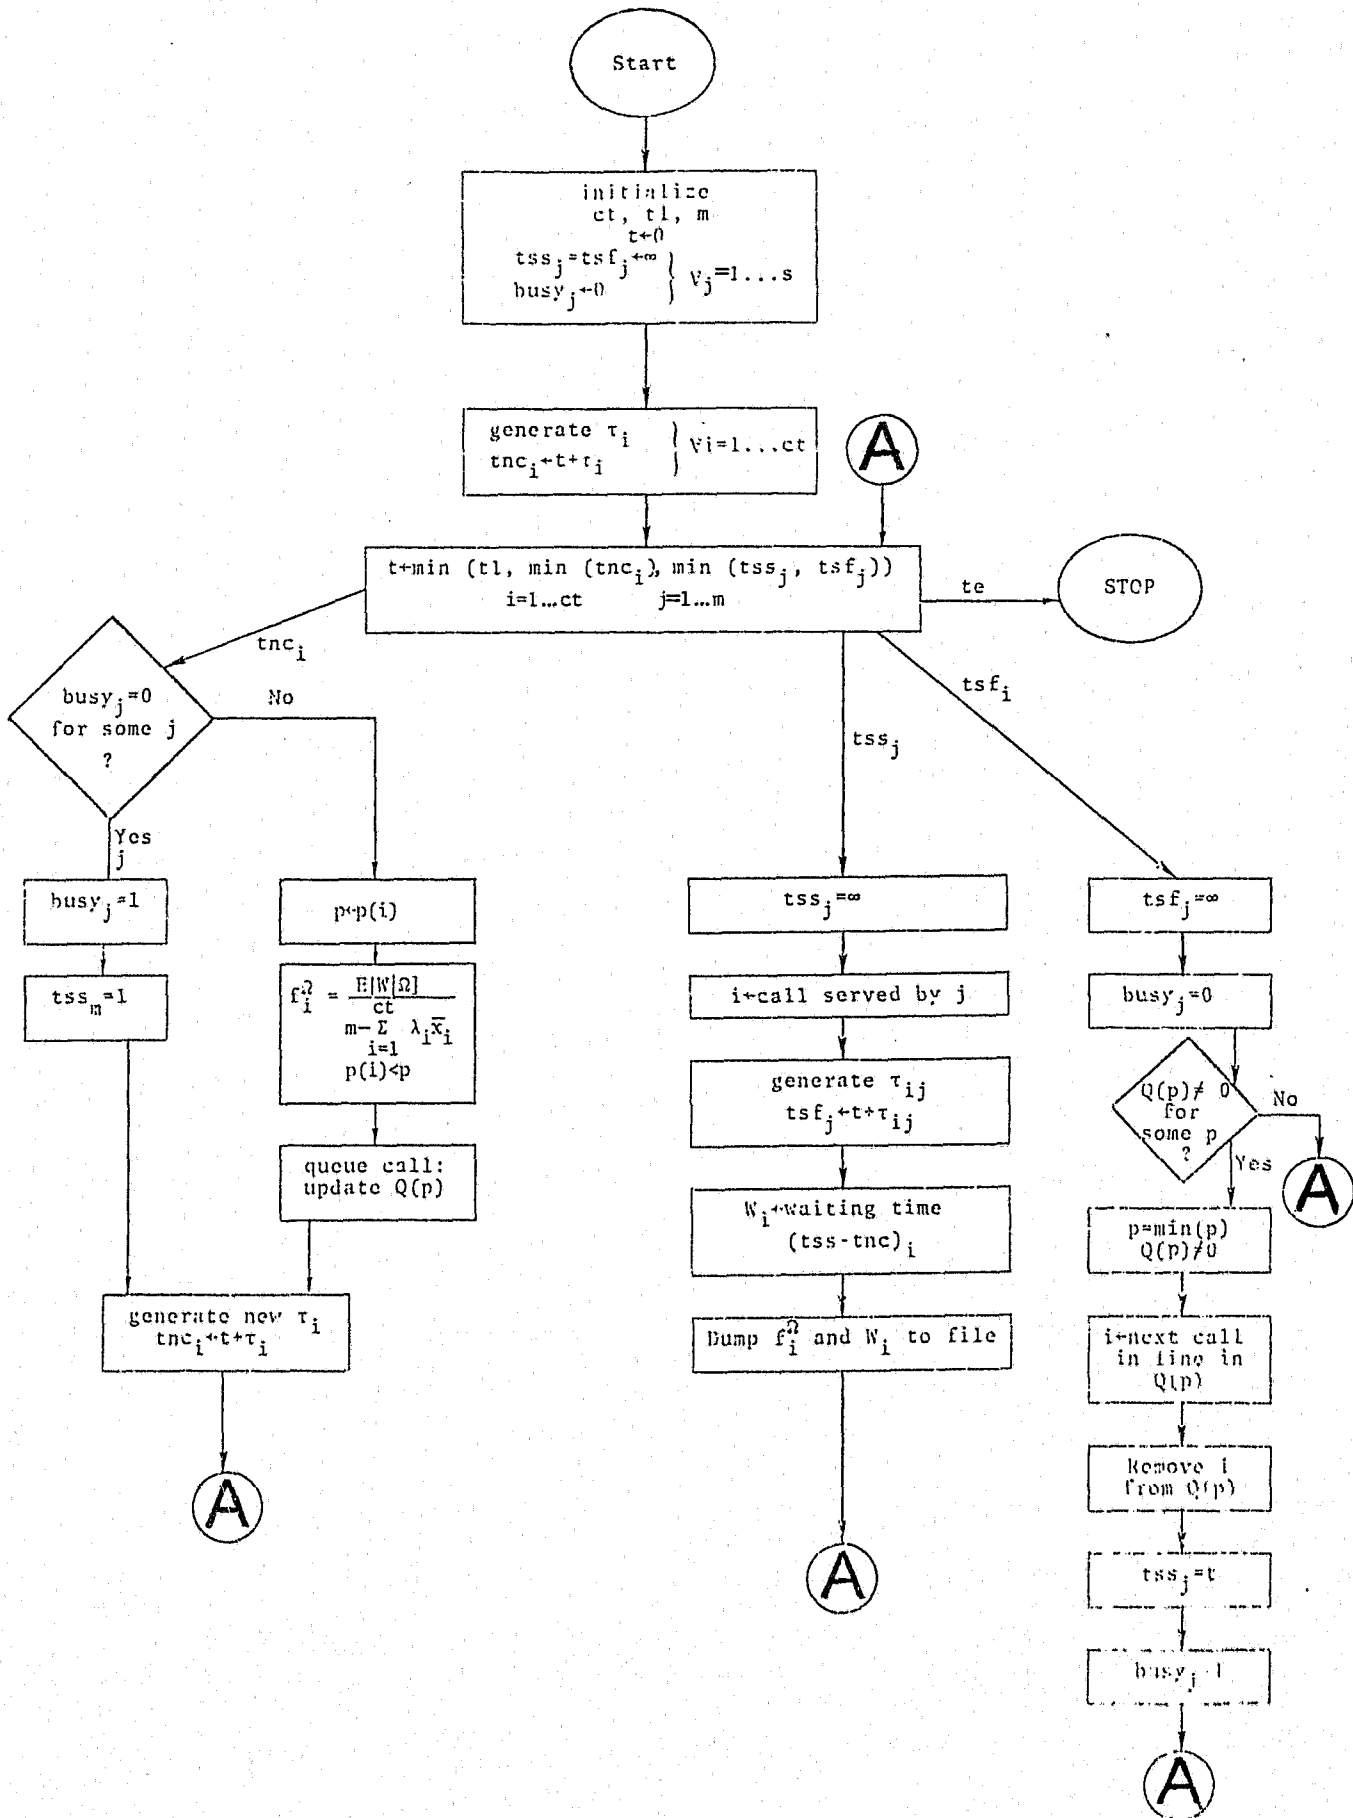 Start
initialize
ct, tl, m
t←0
tss_j=tsf_j←∞
busy_j←0
∀j=1...s
generate τ_i
tnc_i←t+τ_i
∀i=1...ct
A
t←min (tl, min (tnc_i), min (tss_j, tsf_j))
i=1...ct j=1...m
te
STOP
tnc_i
tss_j
tsf_i
busy_j=0
for some j
?
No
Yes
j
busy_j=1
tss_m=1
p←p(i)
f_i^Ω = E[W|Ω]
ct
m- Σ λ_i x̄_i
i=1
p(i)<p
queue call:
update Q(p)
generate new τ_i
tnc_i←t+τ_i
A
tss_j=∞
i←call served by j
generate τ_ij
tsf_j←t+τ_ij
W_i←waiting time
(tss-tnc)_i
Dump f_i^Ω and W_i to file
A
tsf_j=∞
busy_j=0
Q(p)≠ 0
for
some p
?
No
A
Yes
p=min(p)
Q(p)≠0
i←next call
in line in
Q(p)
Remove i
from Q(p)
tss_j=t
busy_j 1
A